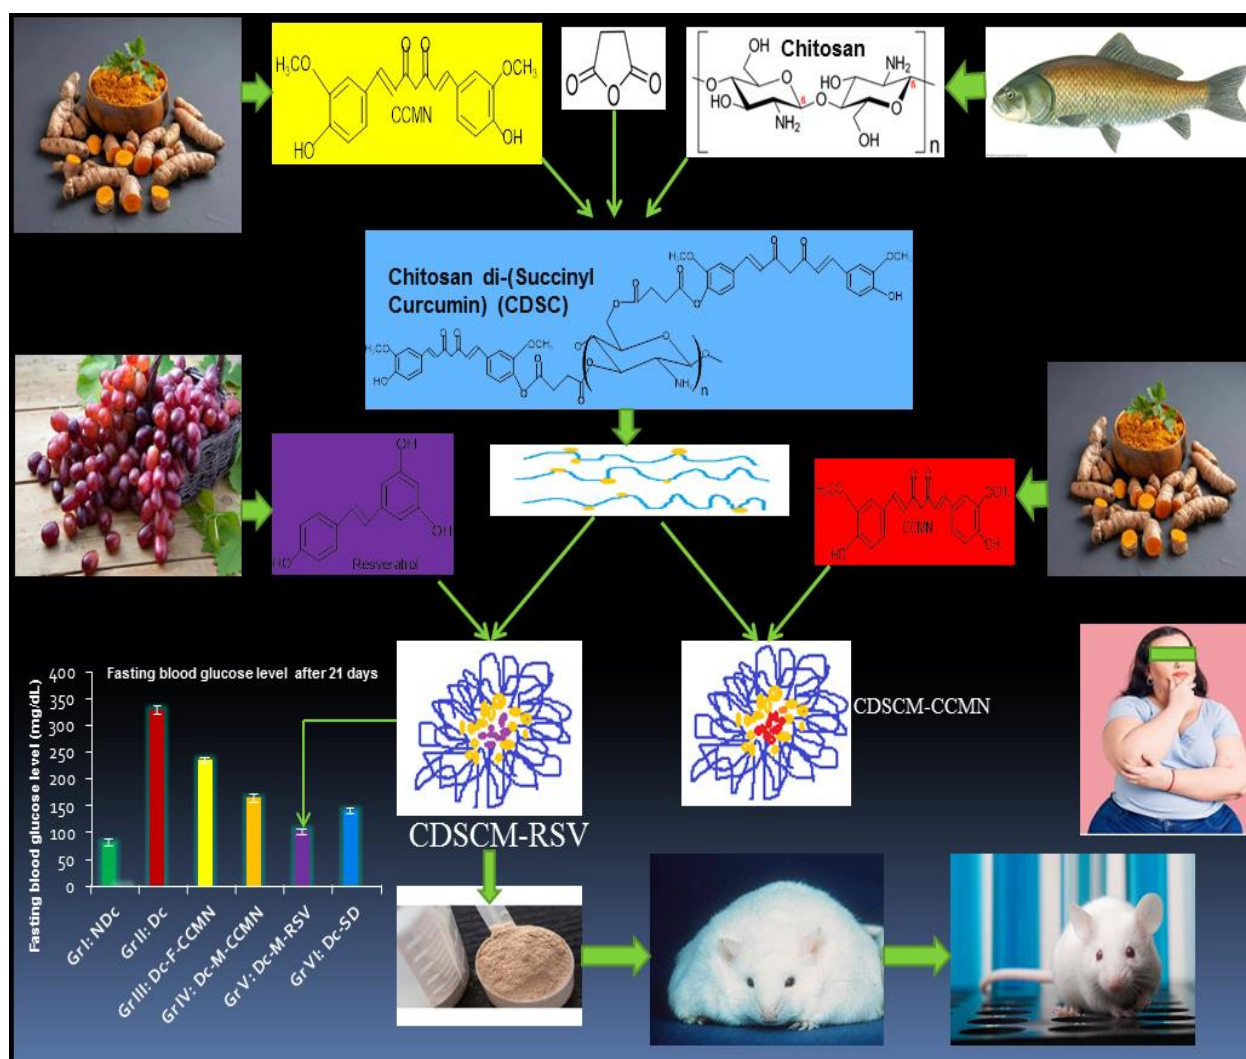 H₃CO
O
O
OCH₃
HO
CCMN
OH
O
O
O
Chitosan
OH
NH₂
HO
O
O
6
HO
O
6
O
NH₂
OH
n
Chitosan di-(Succinyl
Curcumin) (CDSC)
H₃CO
O
O
OCH₃
OH
O
O
O
O
H₃CO
O
O
OCH₃
HO
O
O
O
O
O
O
O
NH₂
n
OH
OH
HO
Resveratrol
O
O
CCMN
HO
OH
Fasting blood glucose level after 21 days
Fasting blood glucose level (mg/dL)
400
350
300
250
200
150
100
50
0
GrI: NDc
GrII: Dc
GrIII: Dc-F-CCMN
GrIV: Dc-M-CCMN
GrV: Dc-M-RSV
GrVI: Dc-SD
CDSCM-RSV
CDSCM-CCMN